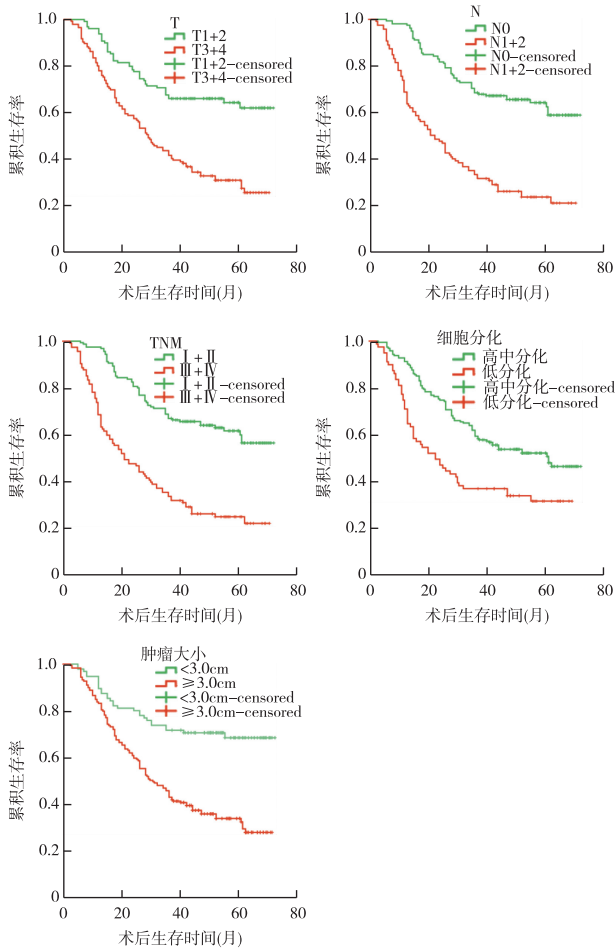 T
T1+2
T3+4
T1+2-censored
T3+4-censored
1.0
0.8
0.6
0.4
0.2
累积生存率
0 20 40 60 80
术后生存时间(月)
N
N0
N1+2
N0-censored
N1+2-censored
1.0
0.8
0.6
0.4
0.2
累积生存率
0 20 40 60 80
术后生存时间(月)
TNM
Ⅰ+Ⅱ
Ⅲ+Ⅳ
Ⅰ+Ⅱ-censored
Ⅲ+Ⅳ-censored
1.0
0.8
0.6
0.4
0.2
累积生存率
0 20 40 60 80
术后生存时间(月)
细胞分化
高中分化
低分化
高中分化-censored
低分化-censored
1.0
0.8
0.6
0.4
0.2
累积生存率
0 20 40 60 80
术后生存时间(月)
肿瘤大小
<3.0cm
≥3.0cm
<3.0cm-censored
≥3.0cm-censored
1.0
0.8
0.6
0.4
0.2
累积生存率
0 20 40 60 80
术后生存时间(月)